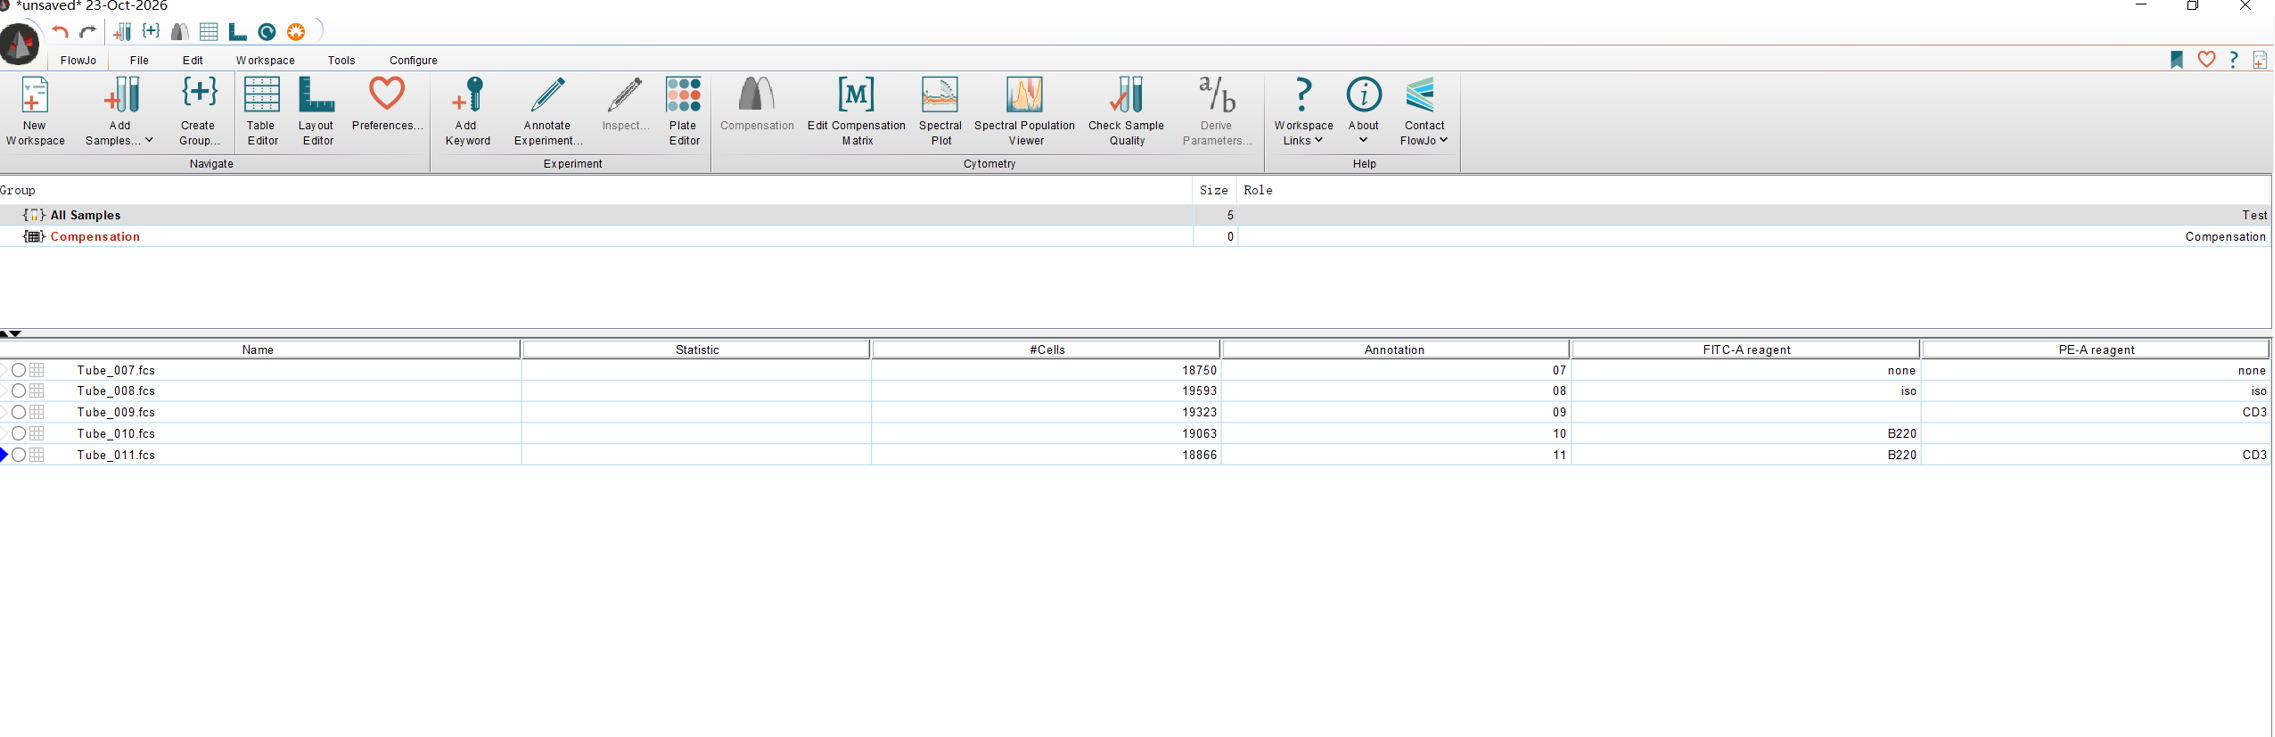 *unsaved* 23-Oct-2026
FlowJo File Edit Workspace Tools Configure
New Workspace
Add Samples...
Create Group...
Table Editor
Layout Editor
Preferences...
Add Keyword
Annotate Experiment...
Inspect...
Plate Editor
Compensation
Edit Compensation Matrix
Spectral Plot
Spectral Population Viewer
Check Sample Quality
Derive Parameters...
Workspace Links
About
Contact FlowJo
Navigate Experiment Cytometry Help
Group Size Role
All Samples 5 Test
Compensation 0 Compensation
Name Statistic #Cells Annotation FITC-A reagent PE-A reagent
Tube_007.fcs 18750 07 none none
Tube_008.fcs 19593 08 iso iso
Tube_009.fcs 19323 09 CD3
Tube_010.fcs 19063 10 B220
Tube_011.fcs 18866 11 B220 CD3